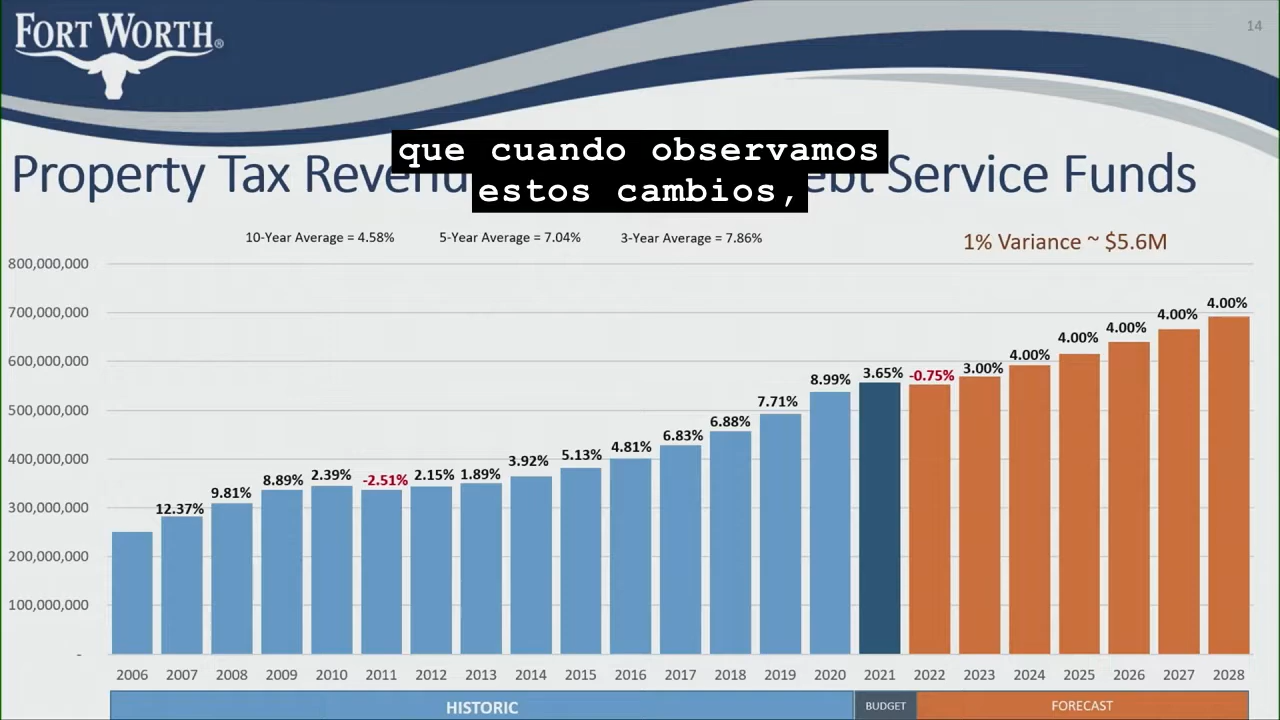 FORT WORTH®
14
que cuando observamos
estos cambios,
Property Tax Service Funds
10-Year Average = 4.58% 5-Year Average = 7.04% 3-Year Average = 7.86%
1% Variance ~ $5.6M
800,000,000
700,000,000
600,000,000
500,000,000
400,000,000
300,000,000
200,000,000
100,000,000
-
12.37% 9.81% 8.89% 2.39% -2.51% 2.15% 1.89% 3.92% 5.13% 4.81% 6.83% 6.88% 7.71% 8.99% 3.65% -0.75% 3.00% 4.00% 4.00% 4.00% 4.00% 4.00%
2006 2007 2008 2009 2010 2011 2012 2013 2014 2015 2016 2017 2018 2019 2020 2021 2022 2023 2024 2025 2026 2027 2028
HISTORIC BUDGET FORECAST